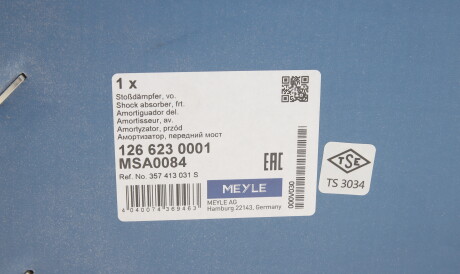 1 x
Stoßdämpfer, vo.
Shock absorber, frt.
Amortiguador del.
Amortisseur, av.
Amortyzator, przód
Амортизатор, передний мост
126 623 0001
MSA0084
Ref. No. 357 413 031 S
EAC
MEYLE
MEYLE AG
Hamburg 22143, Germany
4 040074 369463
000V030
TSE
TS 3034